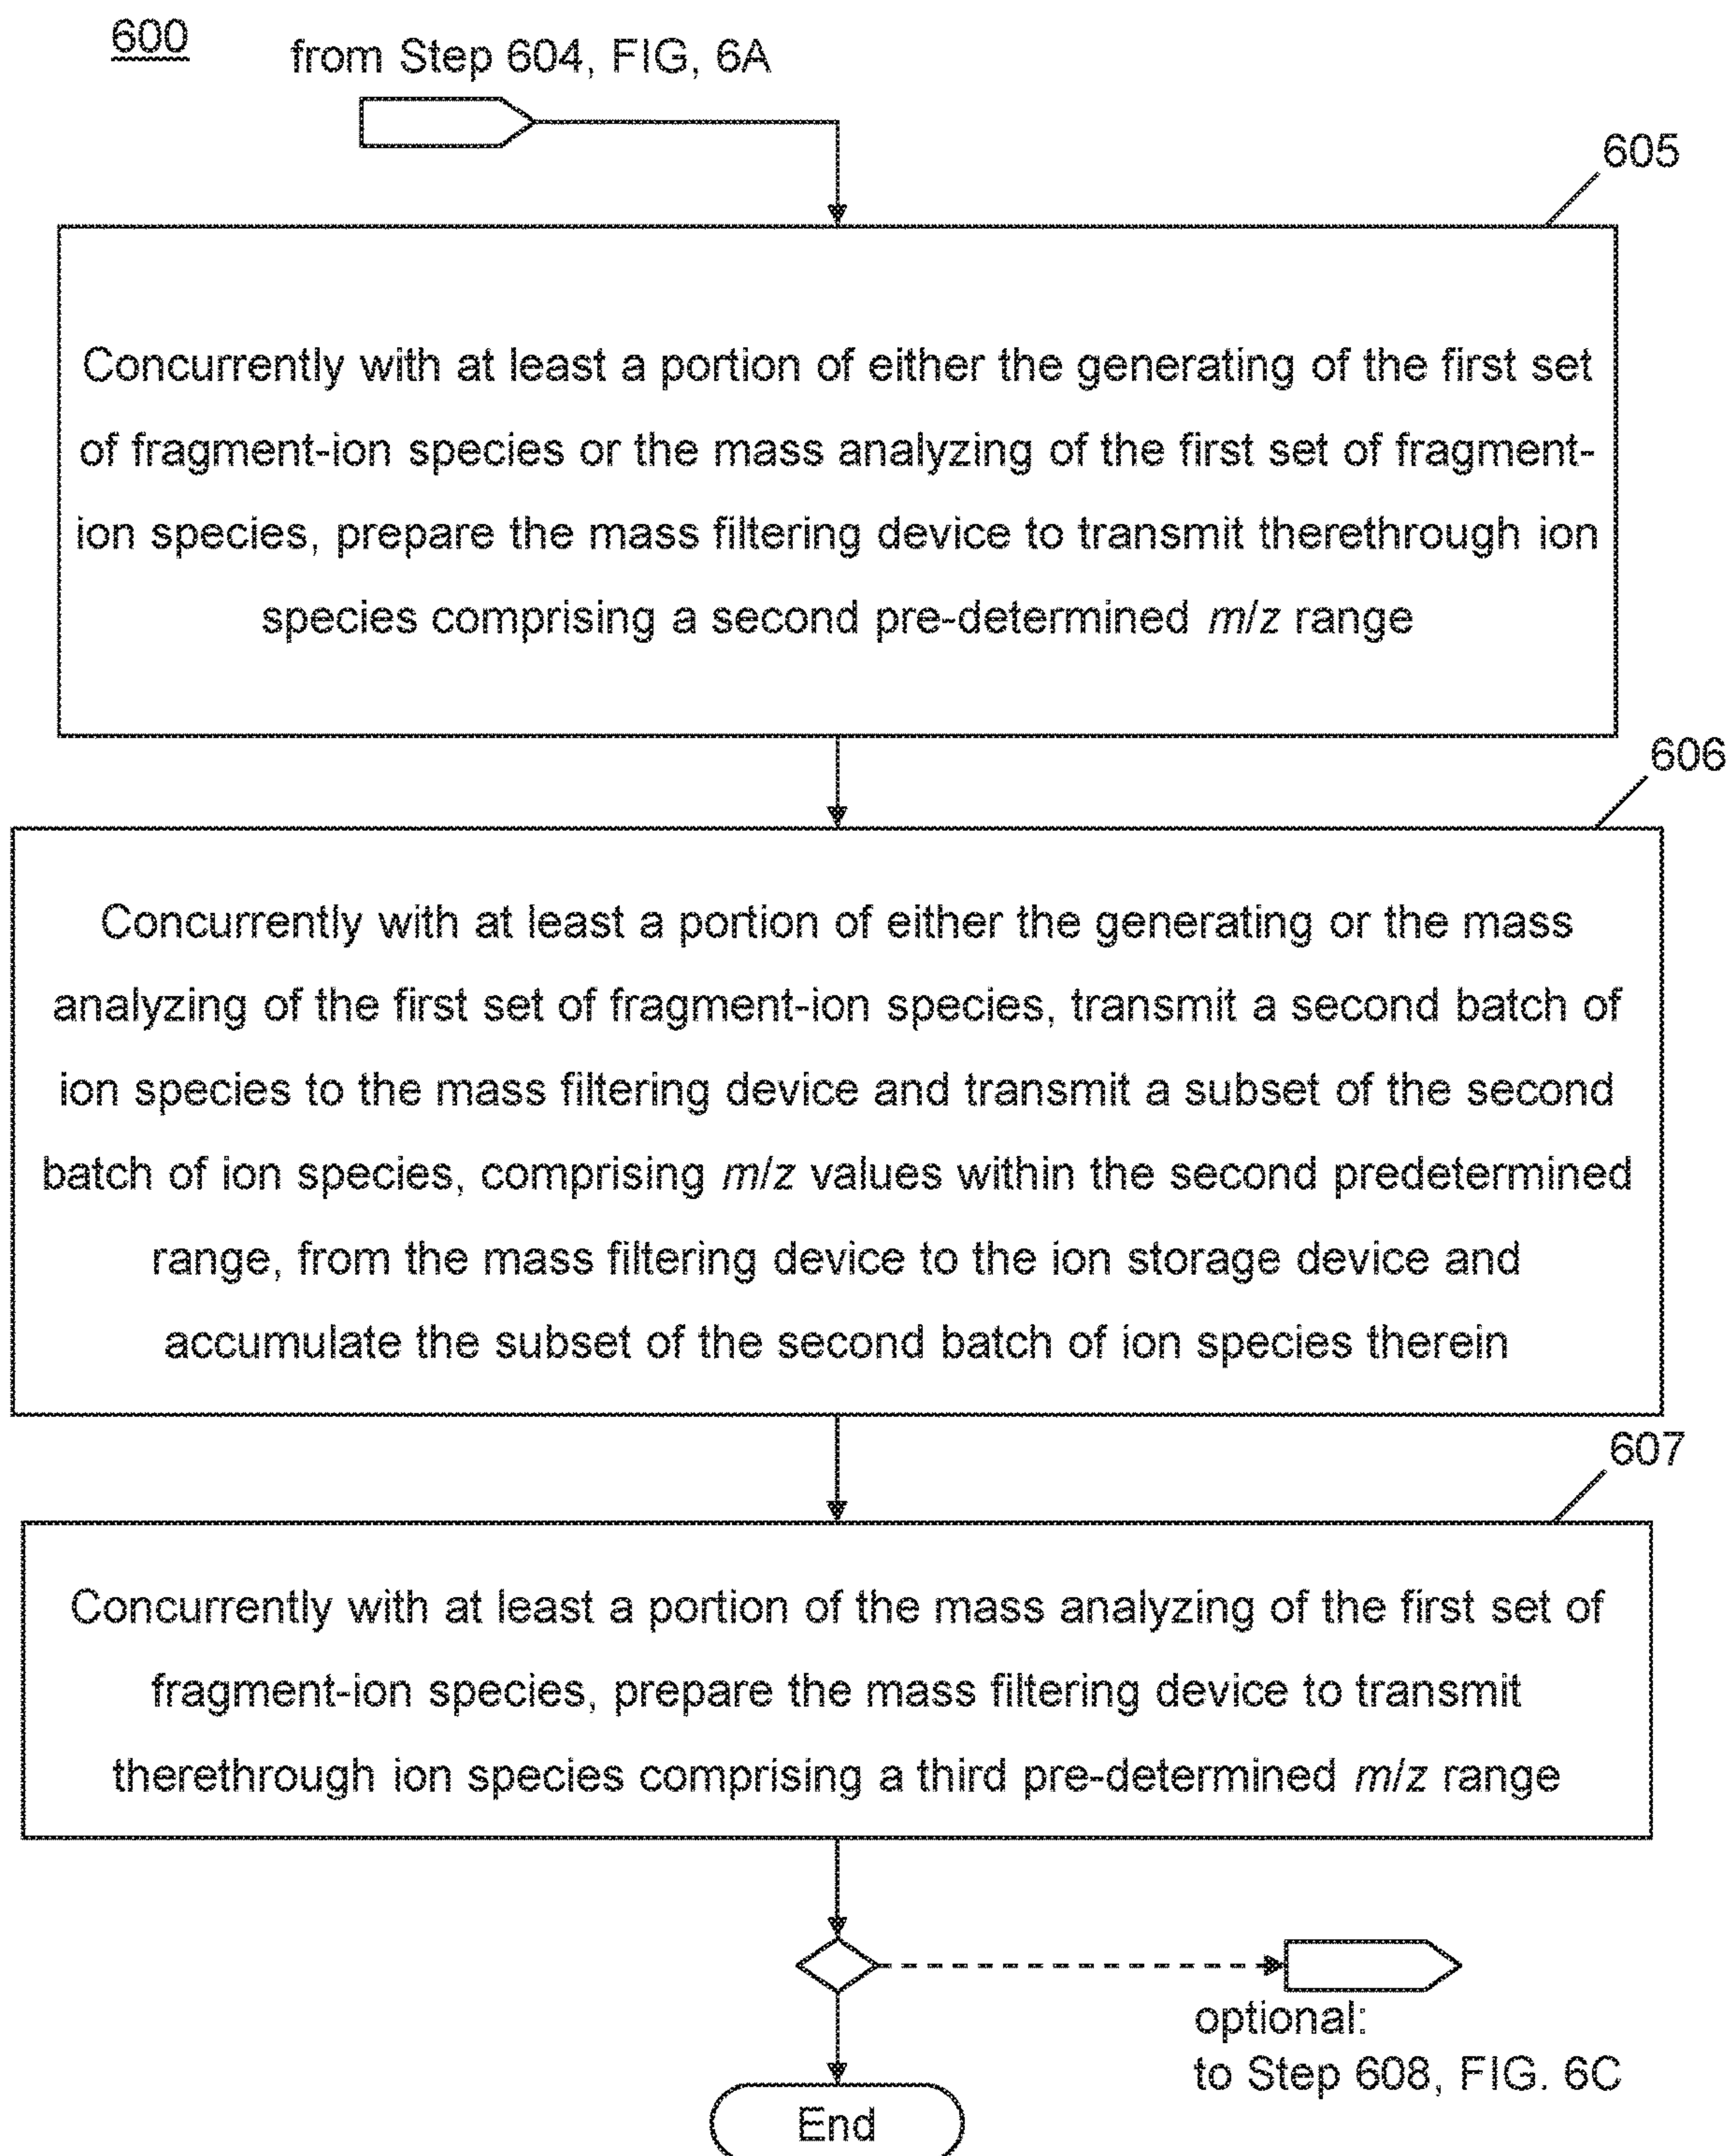 600
from Step 604, FIG, 6A
605
Concurrently with at least a portion of either the generating of the first set
of fragment-ion species or the mass analyzing of the first set of fragment-
ion species, prepare the mass filtering device to transmit therethrough ion
species comprising a second pre-determined m/z range
606
Concurrently with at least a portion of either the generating or the mass
analyzing of the first set of fragment-ion species, transmit a second batch of
ion species to the mass filtering device and transmit a subset of the second
batch of ion species, comprising m/z values within the second predetermined
range, from the mass filtering device to the ion storage device and
accumulate the subset of the second batch of ion species therein
607
Concurrently with at least a portion of the mass analyzing of the first set of
fragment-ion species, prepare the mass filtering device to transmit
therethrough ion species comprising a third pre-determined m/z range
optional:
to Step 608, FIG. 6C
End